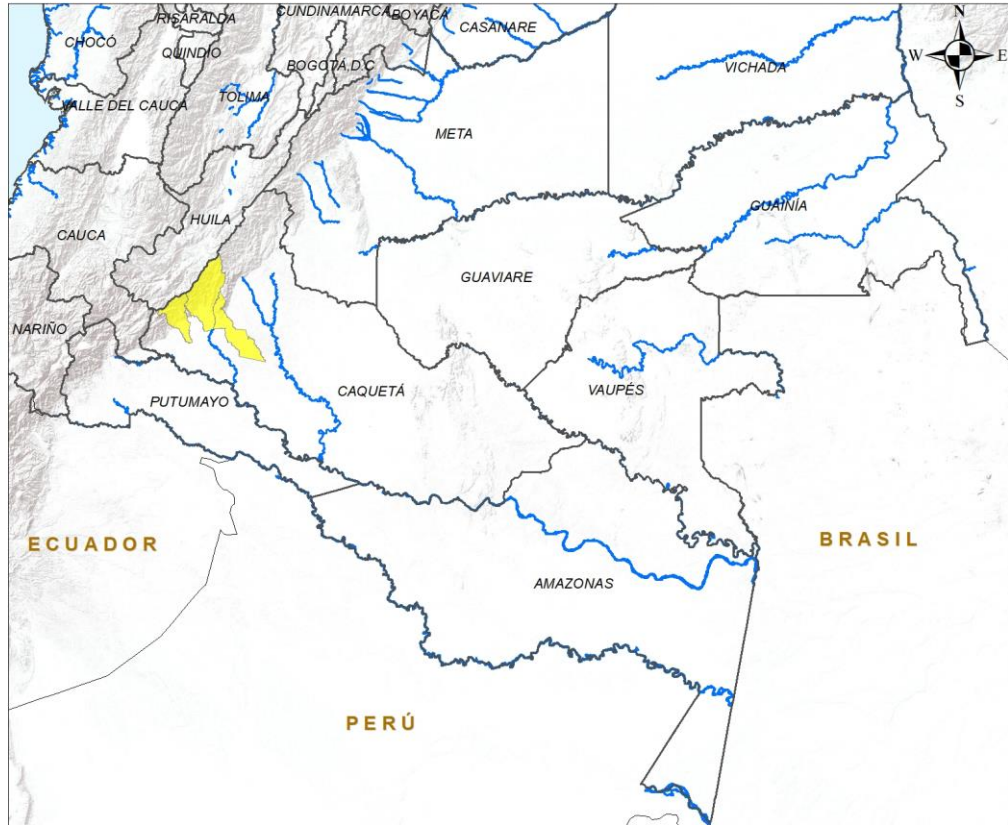 CUNDINAMARCA
BOYACÁ
RISARALDA
CASANARE
N
CHOCÓ
QUINDÍO
BOGOTÁ D.C
W
E
VICHADA
VALLE DEL CAUCA
TOLIMA
S
META
HUILA
GUAINÍA
CAUCA
GUAVIARE
NARIÑO
CAQUETÁ
VAUPÉS
PUTUMAYO
ECUADOR
BRASIL
AMAZONAS
PERÚ